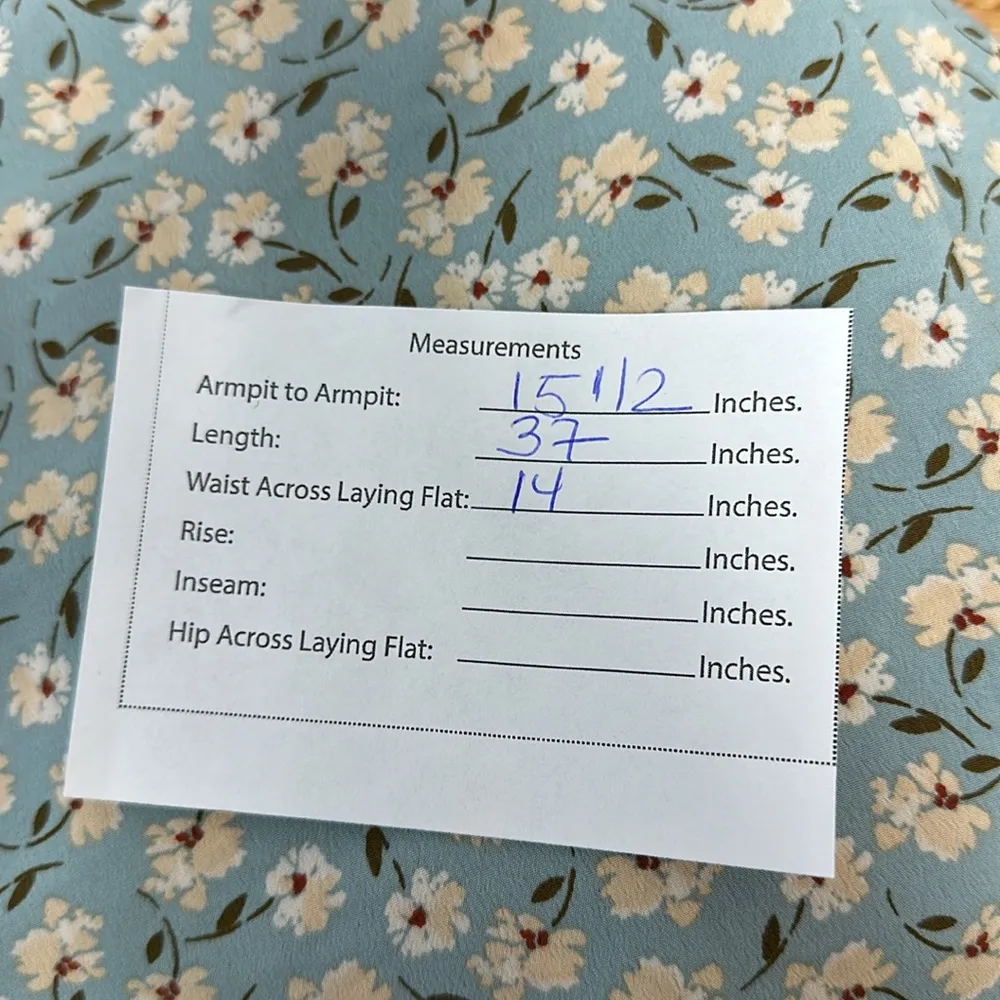 Measurements
Armpit to Armpit: 15 1/2 Inches.
Length: 37 Inches.
Waist Across Laying Flat: 14 Inches.
Rise: Inches.
Inseam: Inches.
Hip Across Laying Flat: Inches.